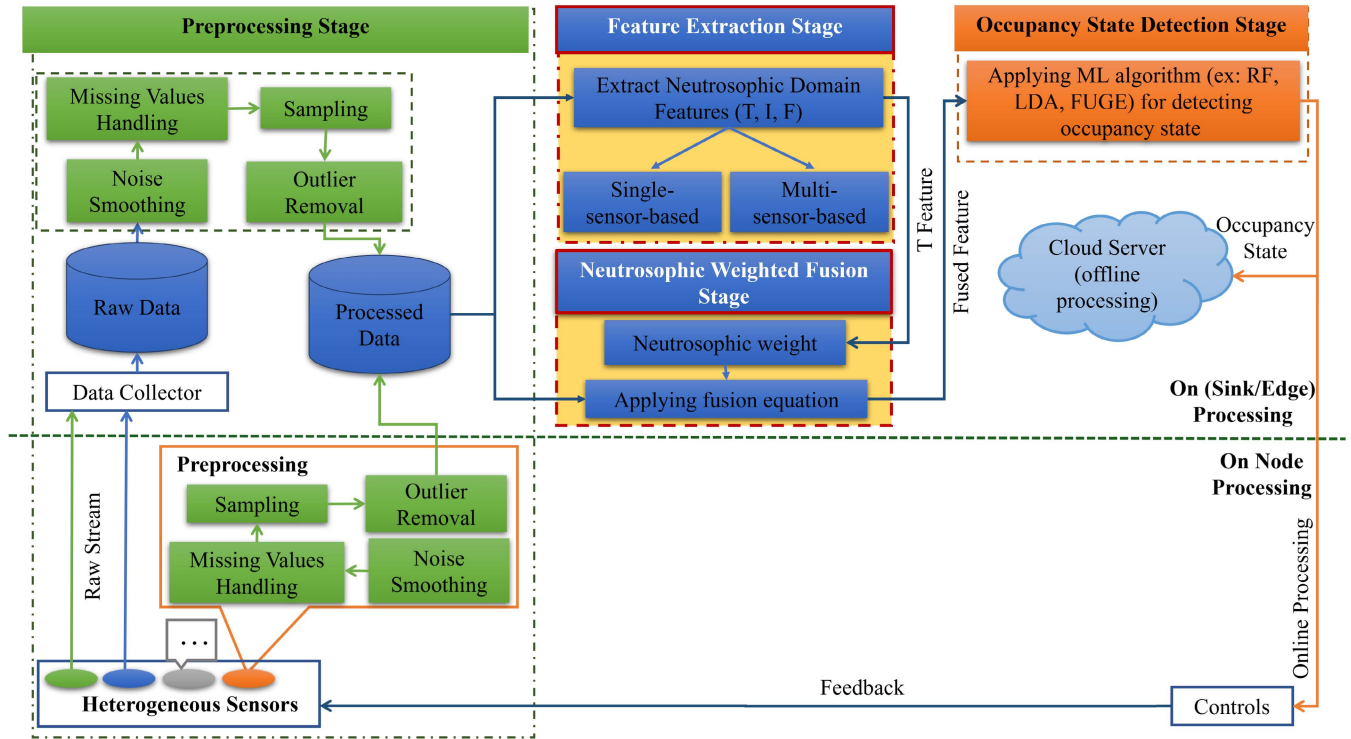 Preprocessing Stage
Missing Values
Handling
Sampling
Noise
Smoothing
Outlier
Removal
Raw Data
Processed
Data
Data Collector
Feature Extraction Stage
Extract Neutrosophic Domain
Features (T, I, F)
Single-
sensor-based
Multi-
sensor-based
Neutrosophic Weighted Fusion
Stage
Neutrosophic weight
Applying fusion equation
T Feature
Fused Feature
Occupancy State Detection Stage
Applying ML algorithm (ex: RF,
LDA, FUGE) for detecting
occupancy state
Cloud Server
(offline
processing)
Occupancy
State
On (Sink/Edge)
Processing
On Node
Processing
Preprocessing
Sampling
Outlier
Removal
Missing Values
Handling
Noise
Smoothing
Raw Stream
...
Heterogeneous Sensors
Feedback
Controls
Online Processing